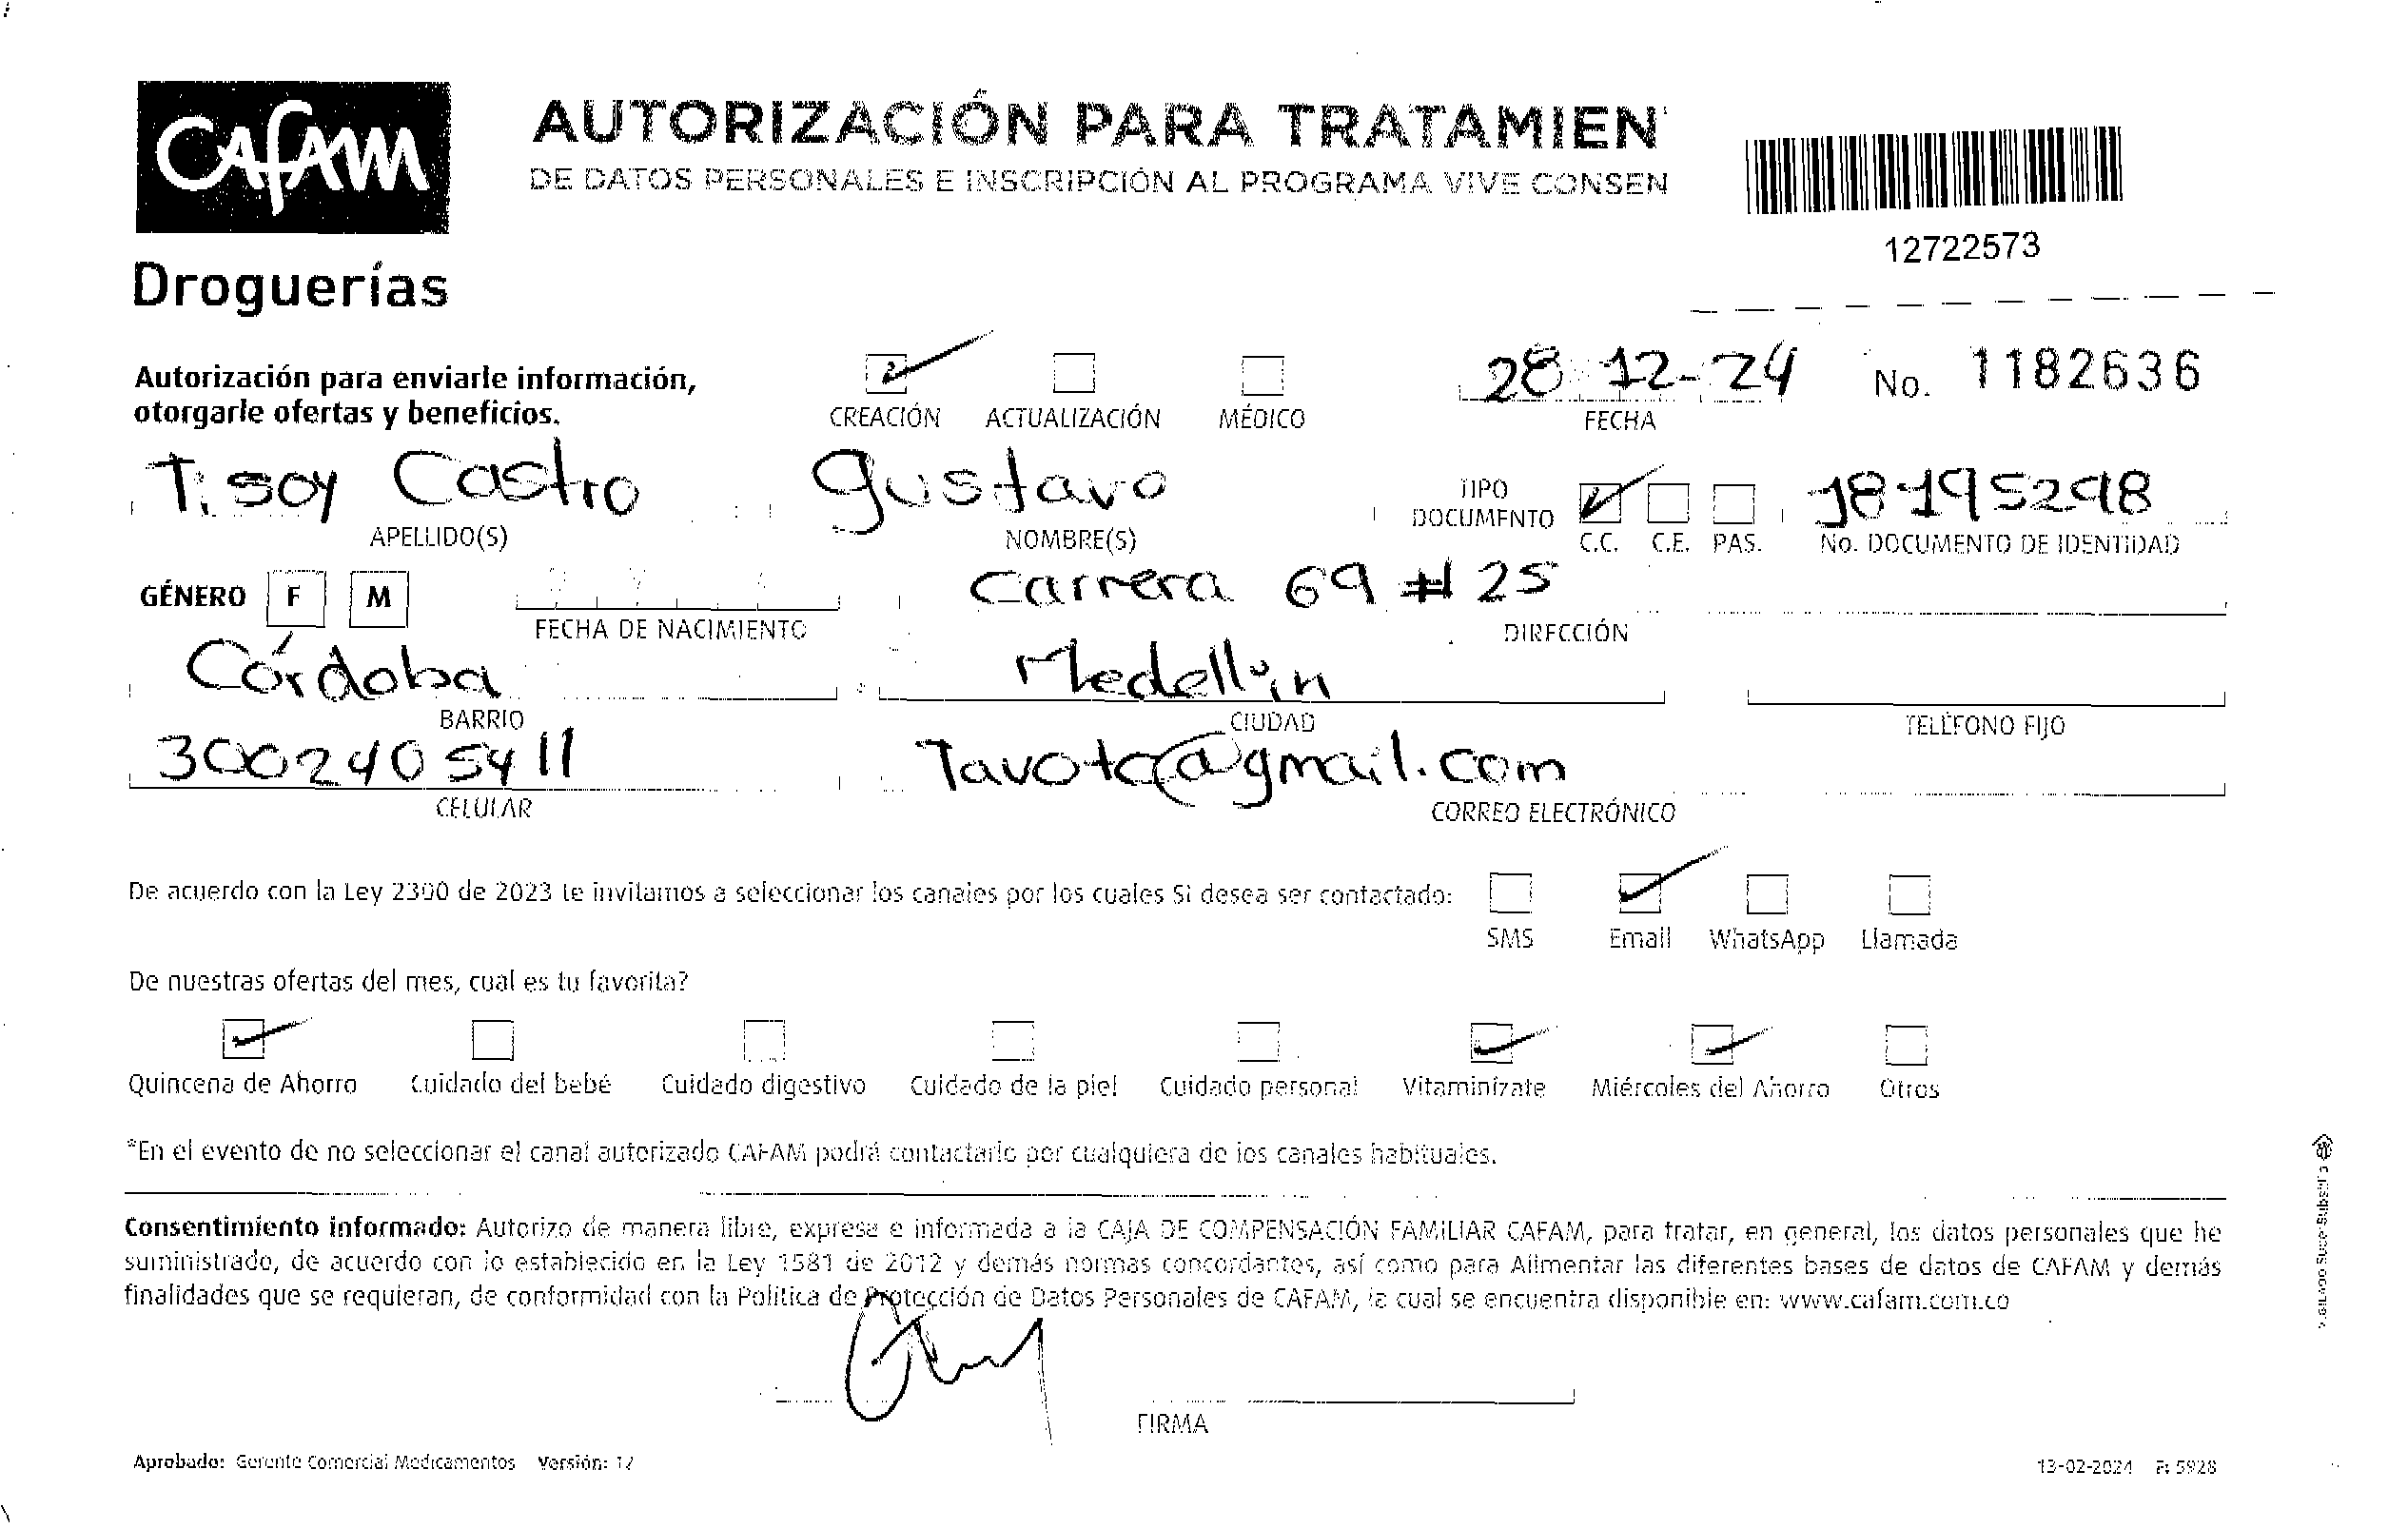 CAFAM
Droguerías
AUTORIZACIÓN PARA TRATAMIEN
DE DATOS PERSONALES E INSCRIPCIÓN AL PROGRAMA VIVE CONSEN
12722573
Autorización para enviarle información,
otorgarle ofertas y beneficios.
CREACIÓN ACTUALIZACIÓN MÉDICO
28-12-24 No. 1182636
FECHA
Tisoy Castro gustavo 18195298
APELLIDO(S) NOMBRE(S) TIPO DOCUMENTO C.C. C.E. PAS. No. DOCUMENTO DE IDENTIDAD
GÉNERO F M Carrera 69 # 25
FECHA DE NACIMIENTO DIRECCIÓN
Córdoba Medellín
BARRIO CIUDAD TELÉFONO FIJO
3002405411 Tavotc@gmail.com
CELULAR CORREO ELECTRÓNICO
De acuerdo con la Ley 2300 de 2023 te invitamos a seleccionar los canales por los cuales Si desea ser contactado:
SMS Email WhatsApp Llamada
De nuestras ofertas del mes, cual es tu favorita?
Quincena de Ahorro Cuidado del bebé Cuidado digestivo Cuidado de la piel Cuidado personal Vitaminízate Miércoles del Ahorro Otros
*En el evento de no seleccionar el canal autorizado CAFAM podrá contactarlo por cualquiera de los canales habituales.
Consentimiento informado: Autorizo de manera libre, expresa e informada a la CAJA DE COMPENSACIÓN FAMILIAR CAFAM, para tratar, en general, los datos personales que he
suministrado, de acuerdo con lo establecido en la Ley 1581 de 2012 y demás normas concordantes, así como para Alimentar las diferentes bases de datos de CAFAM y demás
finalidades que se requieran, de conformidad con la Política de Protección de Datos Personales de CAFAM, la cual se encuentra disponible en: www.cafam.com.co
FIRMA
Aprobado: Gerente Comercial Medicamentos Versión: 12
13-02-2024 F: 5928